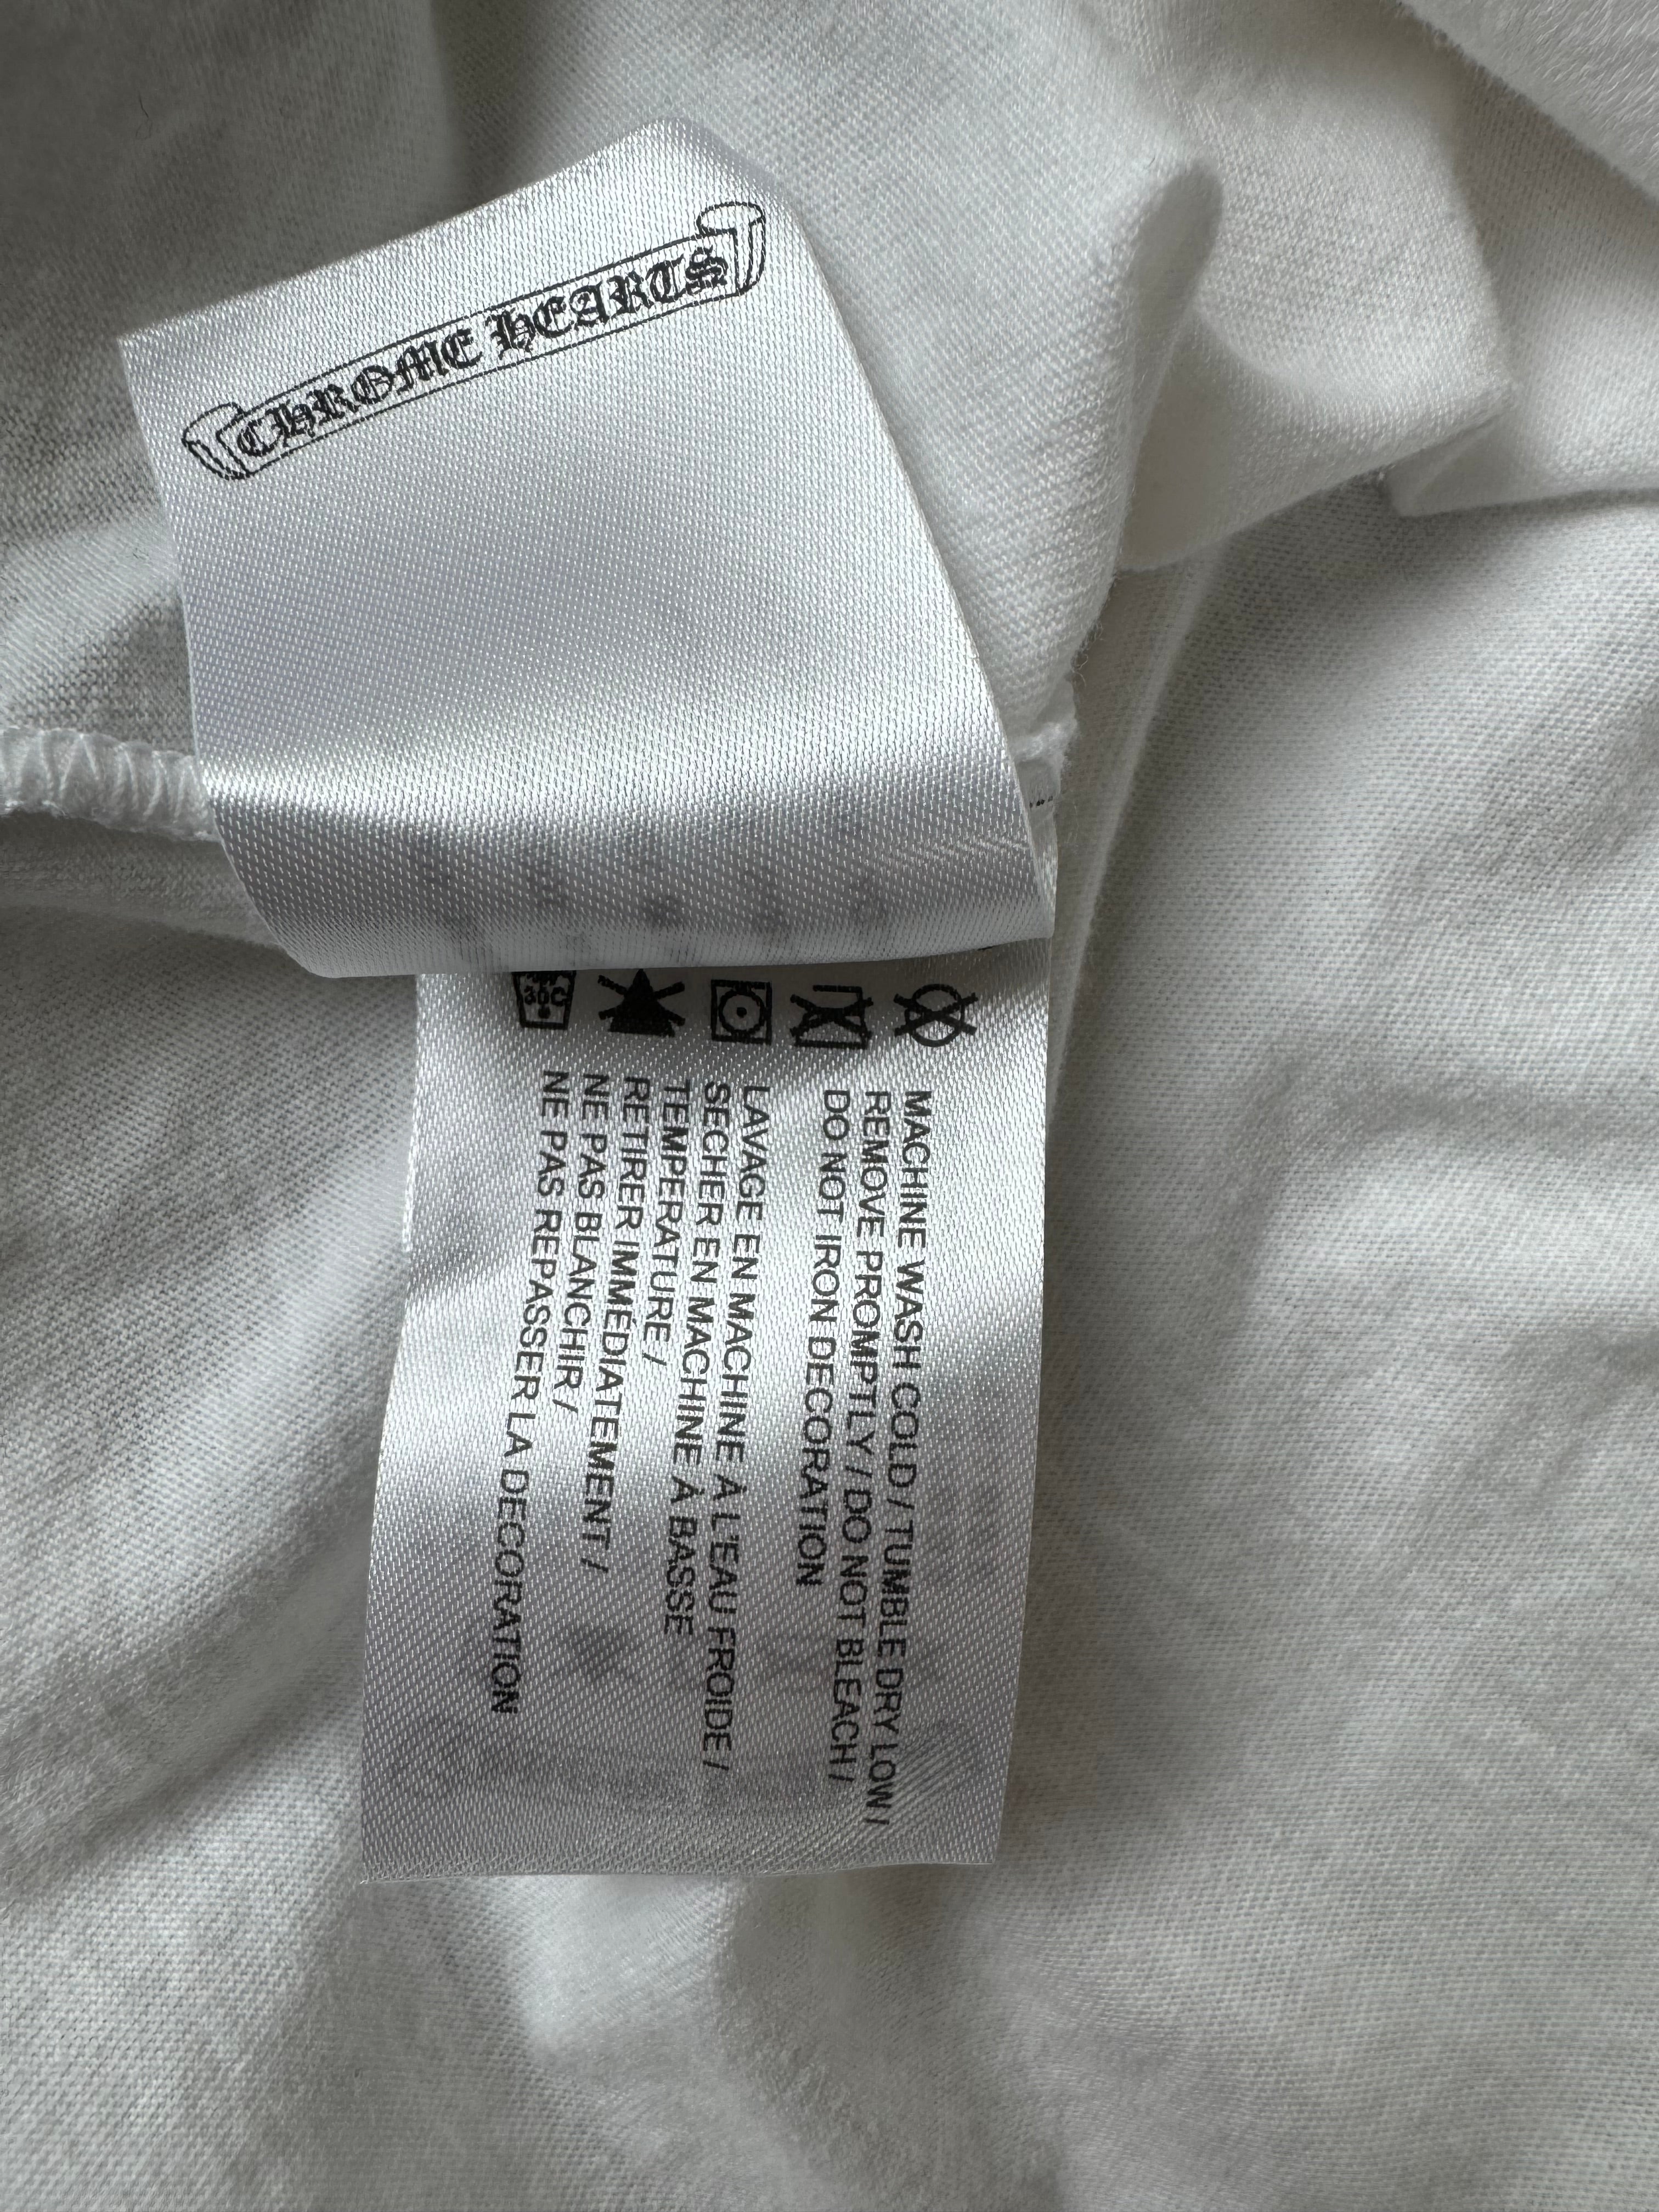 CHROME HEARTS
30C
MACHINE WASH COLD / TUMBLE DRY LOW /
REMOVE PROMPTLY / DO NOT BLEACH /
DO NOT IRON DECORATION
LAVAGE EN MACHINE À L'EAU FROIDE /
SECHER EN MACHINE À BASSE
TEMPERATURE /
RETIRER IMMÉDIATEMENT /
NE PAS BLANCHIR /
NE PAS REPASSER LA DECORATION